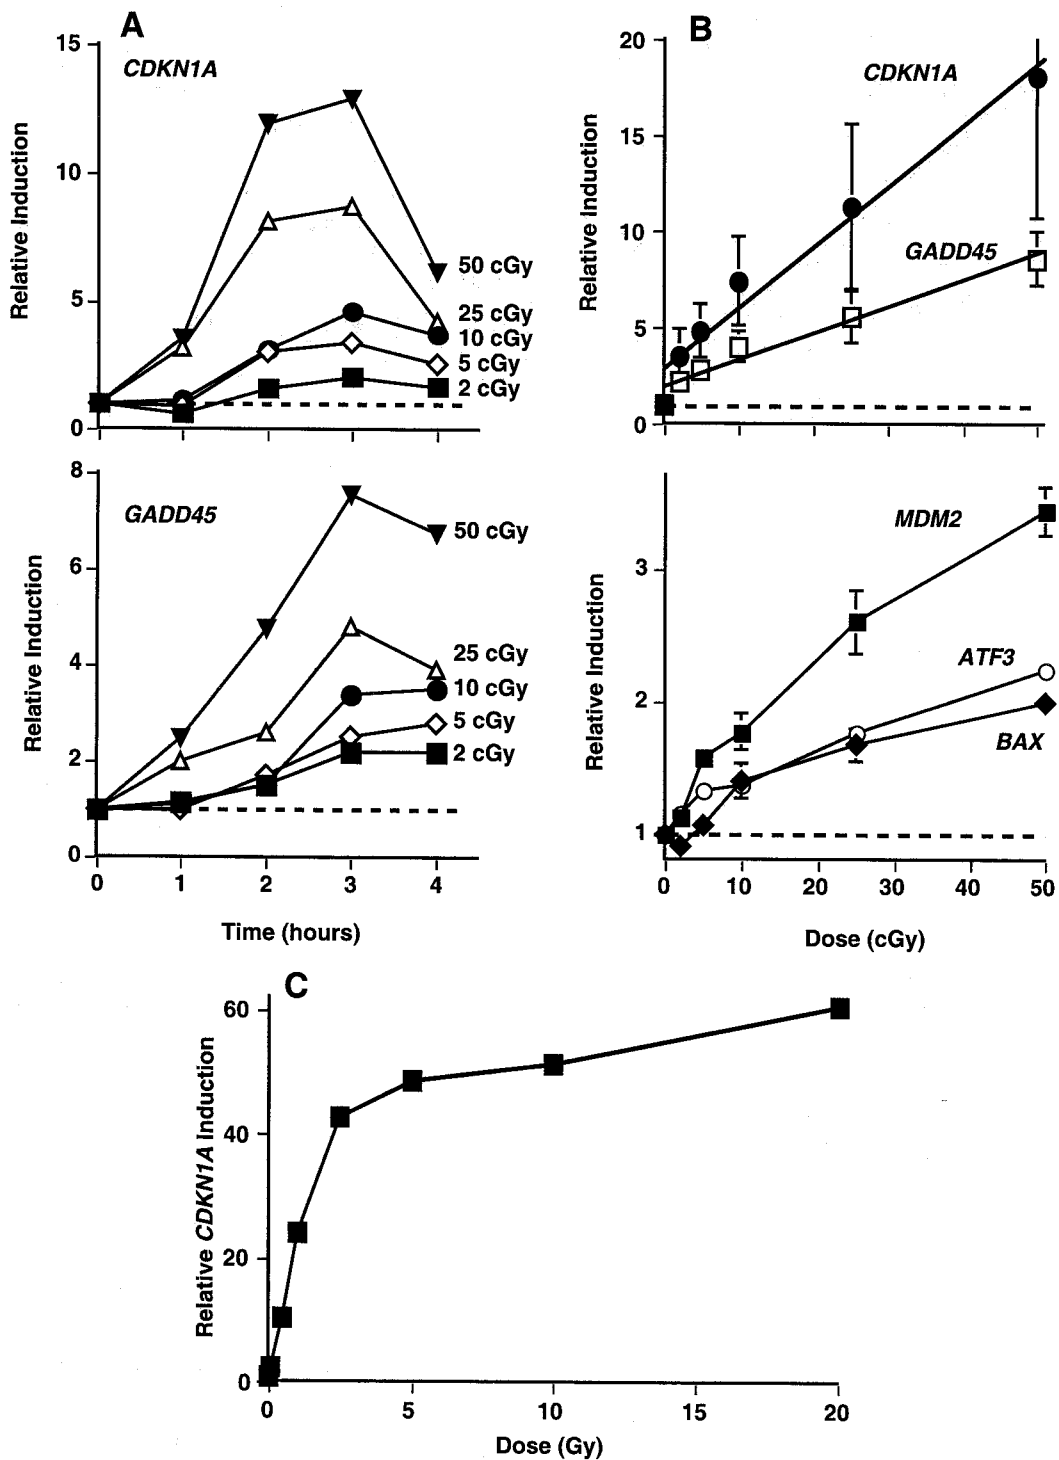 A
CDKN1A
Relative Induction
15
10
5
0
50 cGy
25 cGy
10 cGy
5 cGy
2 cGy
GADD45
Relative Induction
8
6
4
2
0
50 cGy
25 cGy
10 cGy
5 cGy
2 cGy
0 1 2 3 4
Time (hours)
B
CDKN1A
GADD45
Relative Induction
20
15
10
5
0
MDM2
ATF3
BAX
Relative Induction
3
2
1
0 10 20 30 40 50
Dose (cGy)
C
Relative CDKN1A Induction
60
40
20
0
0 5 10 15 20
Dose (Gy)